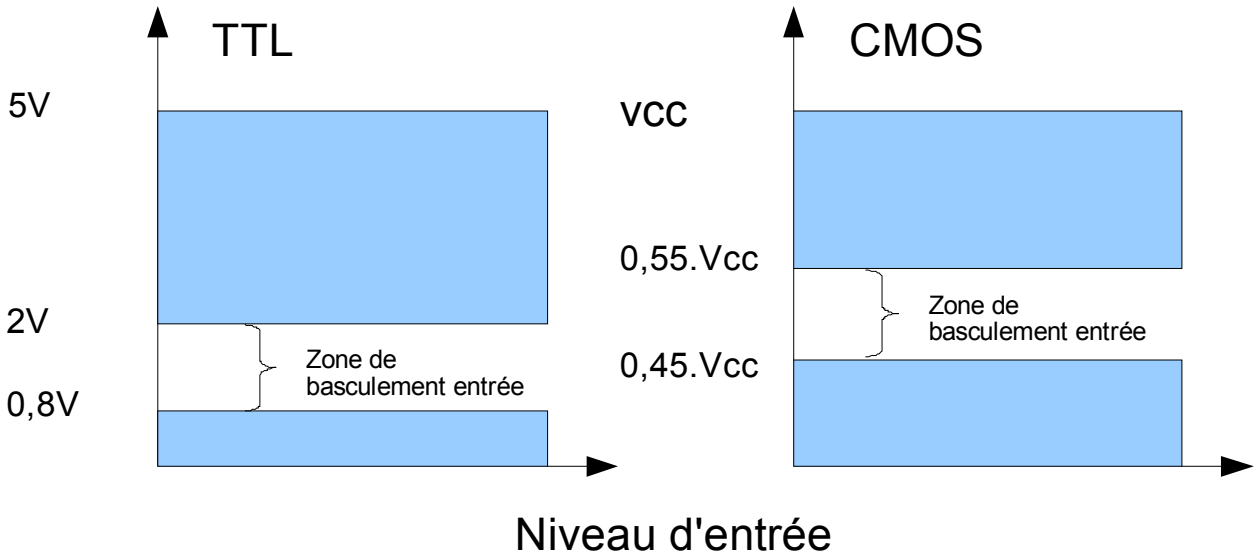 TTL
5V
2V
0,8V
Zone de
basculement entrée
CMOS
vcc
0,55.Vcc
0,45.Vcc
Zone de
basculement entrée
Niveau d'entrée